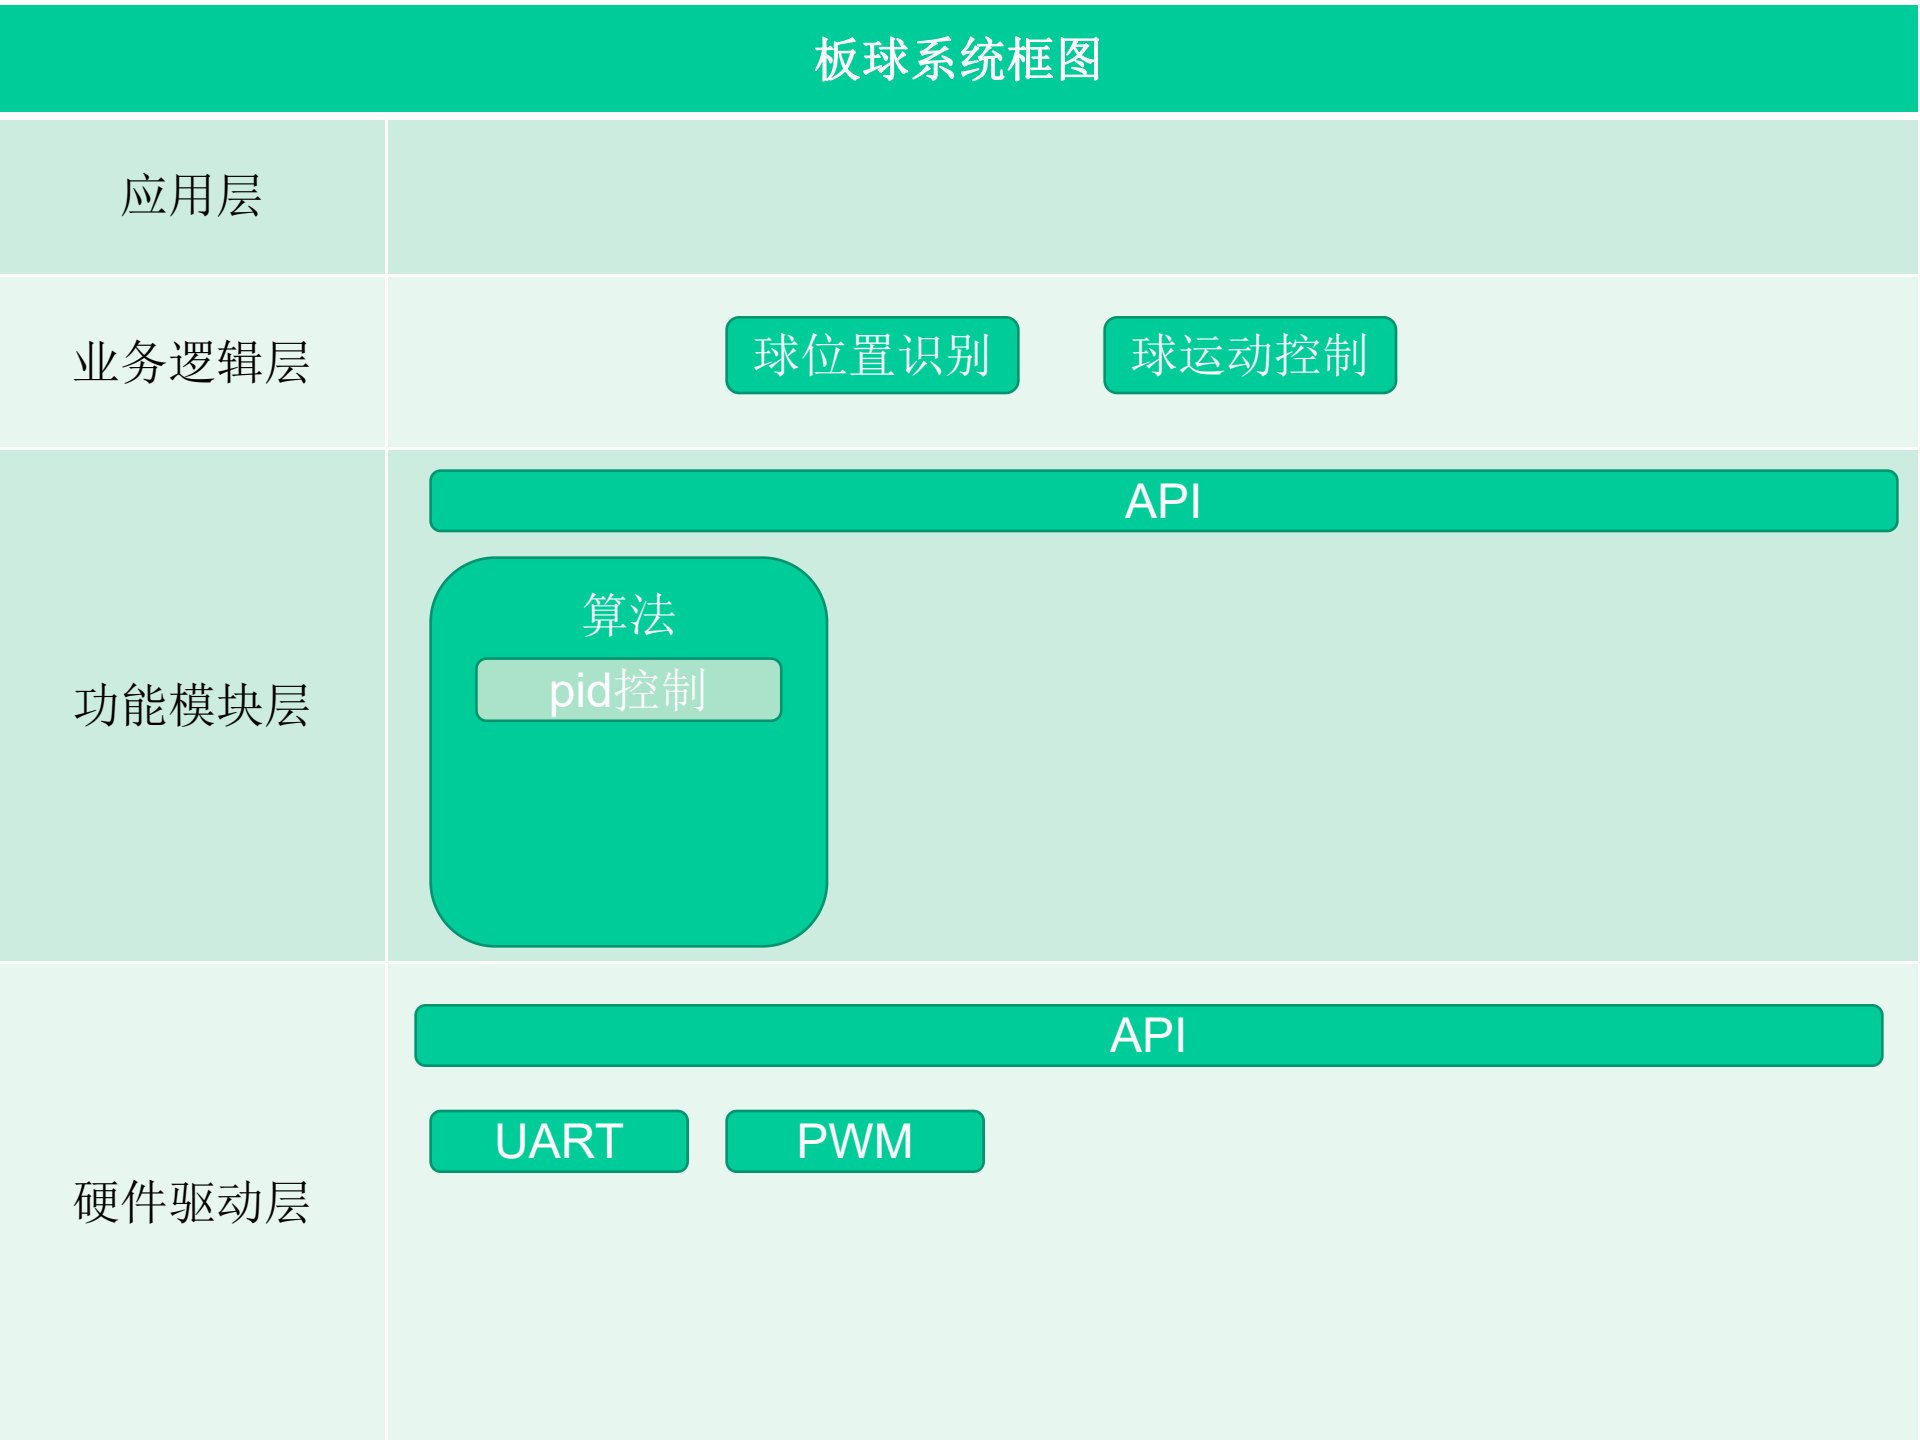 板球系统框图
应用层
业务逻辑层
球位置识别
球运动控制
功能模块层
API
算法
pid控制
硬件驱动层
API
UART
PWM